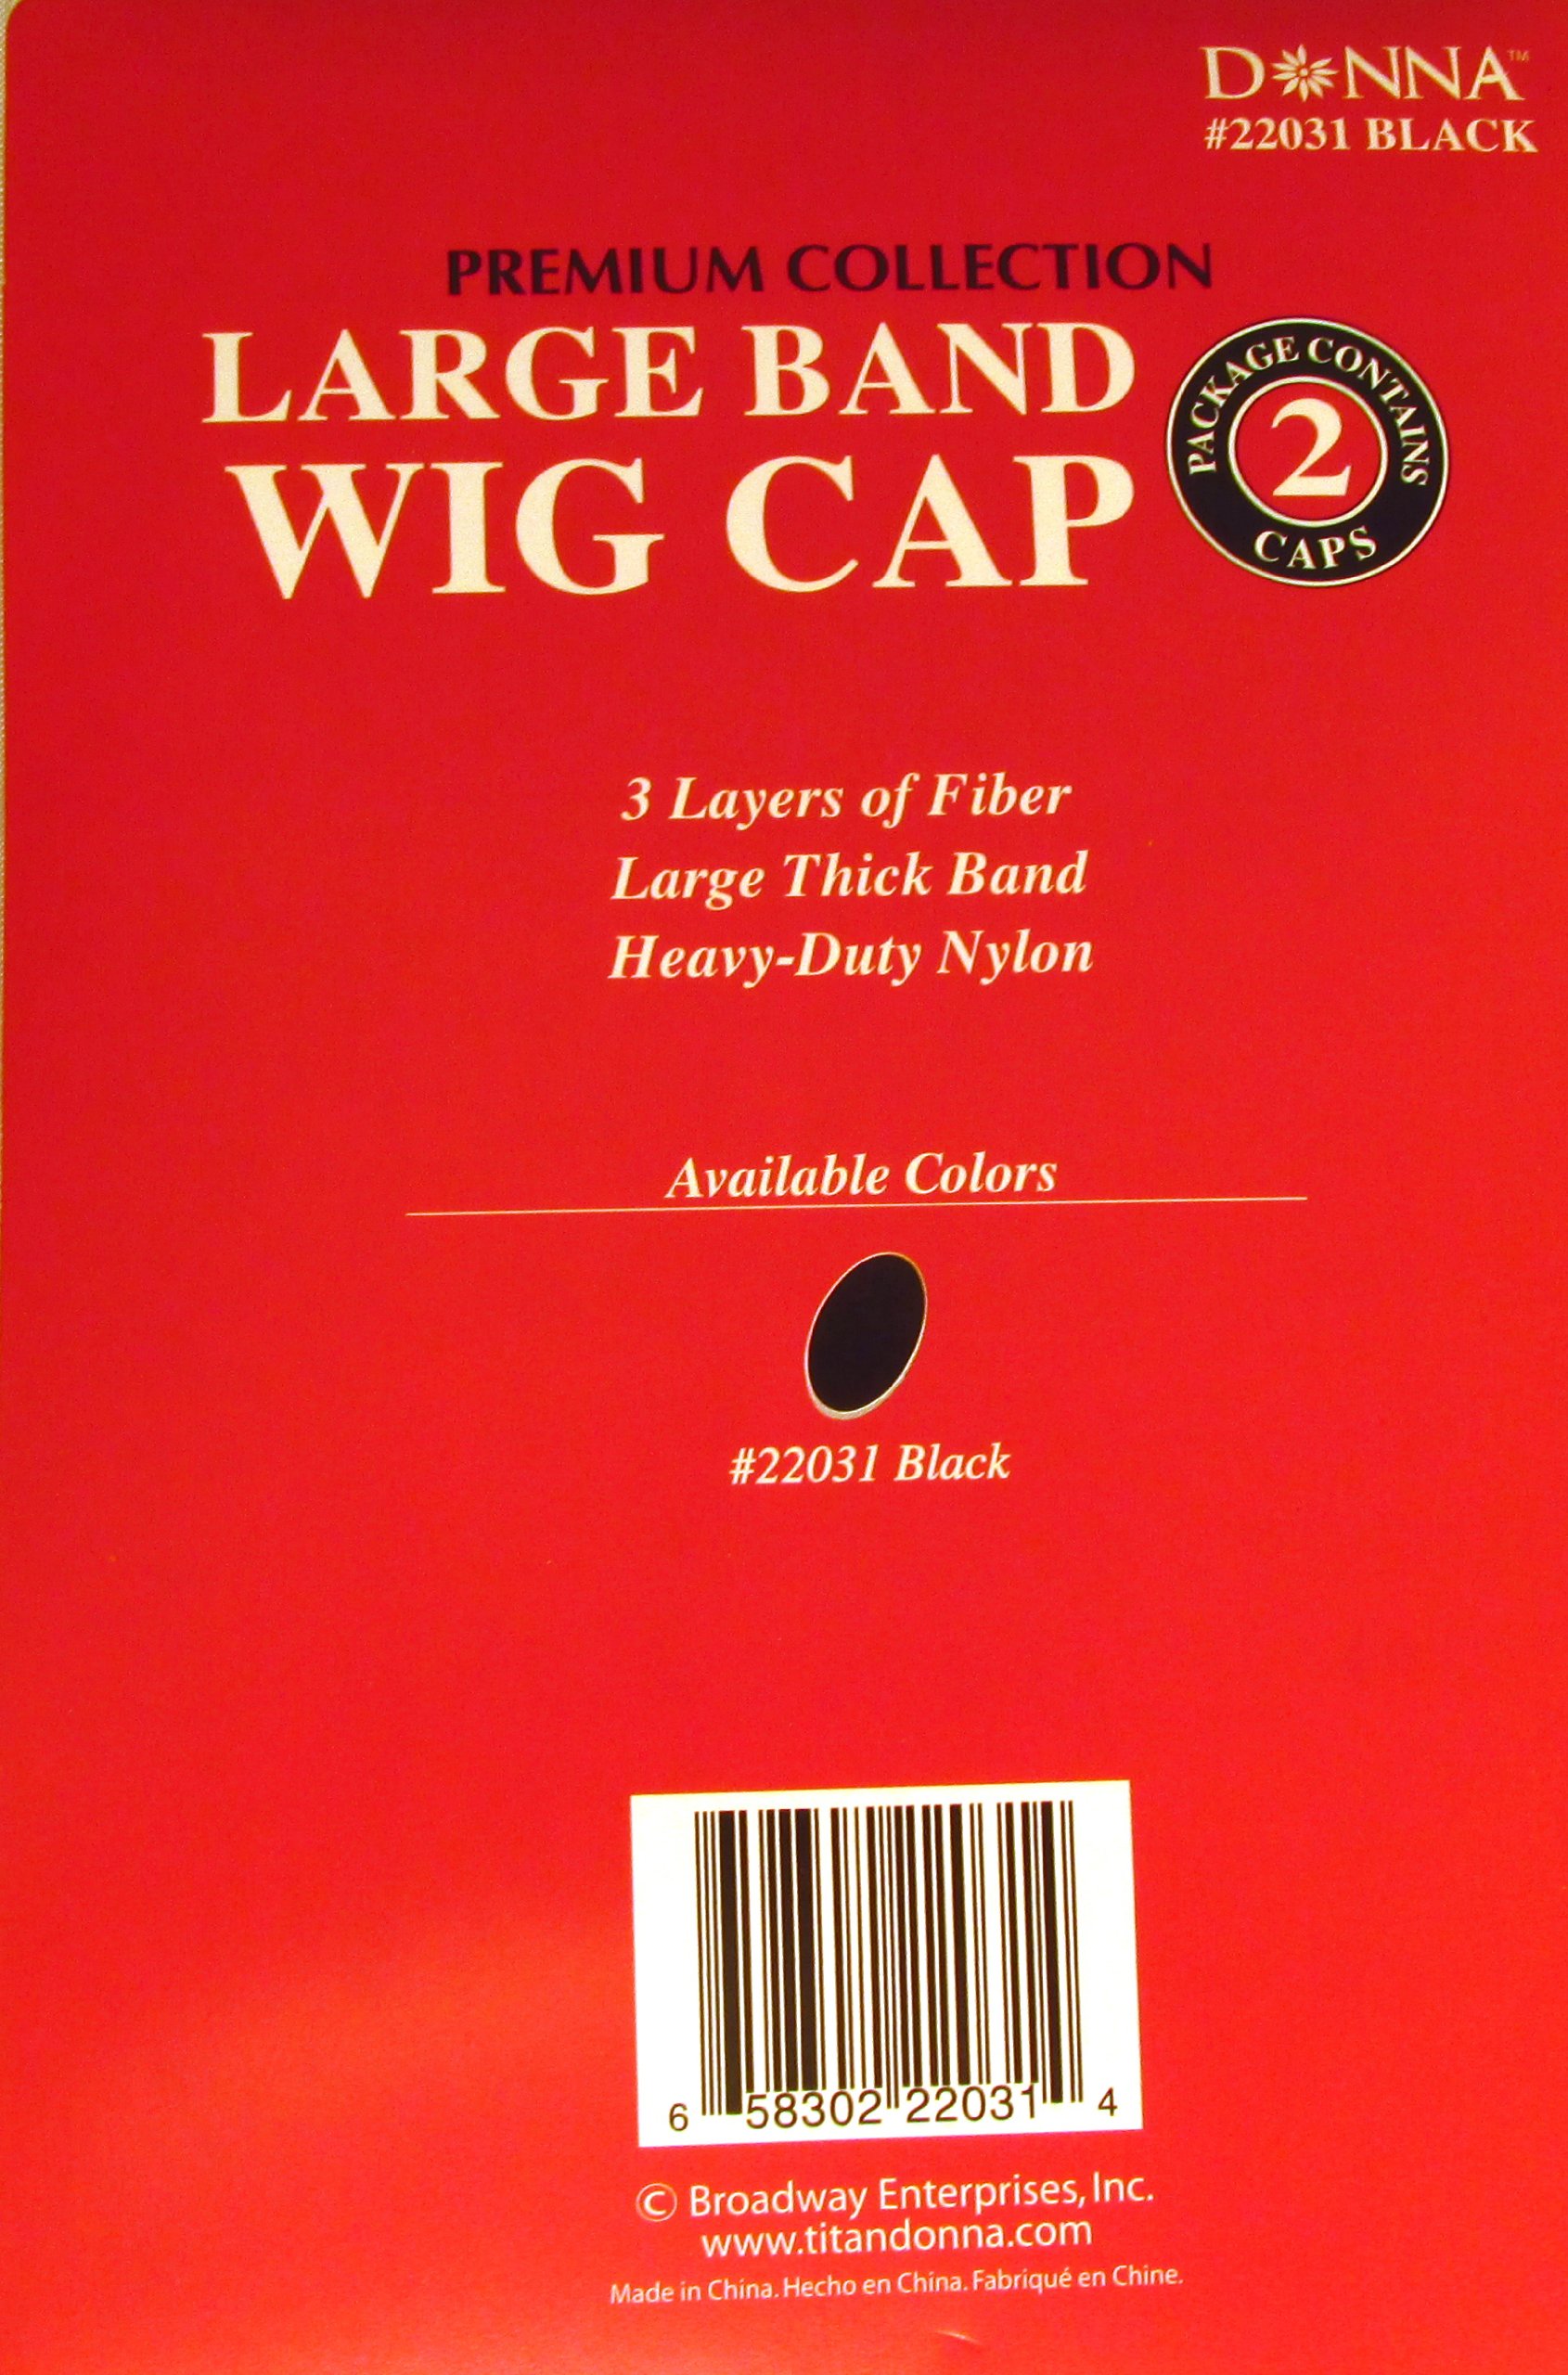 DONNA™
#22031 BLACK
PREMIUM COLLECTION
LARGE BAND
WIG CAP
PACKAGE CONTAINS
2
CAPS
3 Layers of Fiber
Large Thick Band
Heavy-Duty Nylon
Available Colors
#22031 Black
6 58302 22031 4
© Broadway Enterprises, Inc.
www.titandonna.com
Made in China. Hecho en China. Fabriqué en Chine.